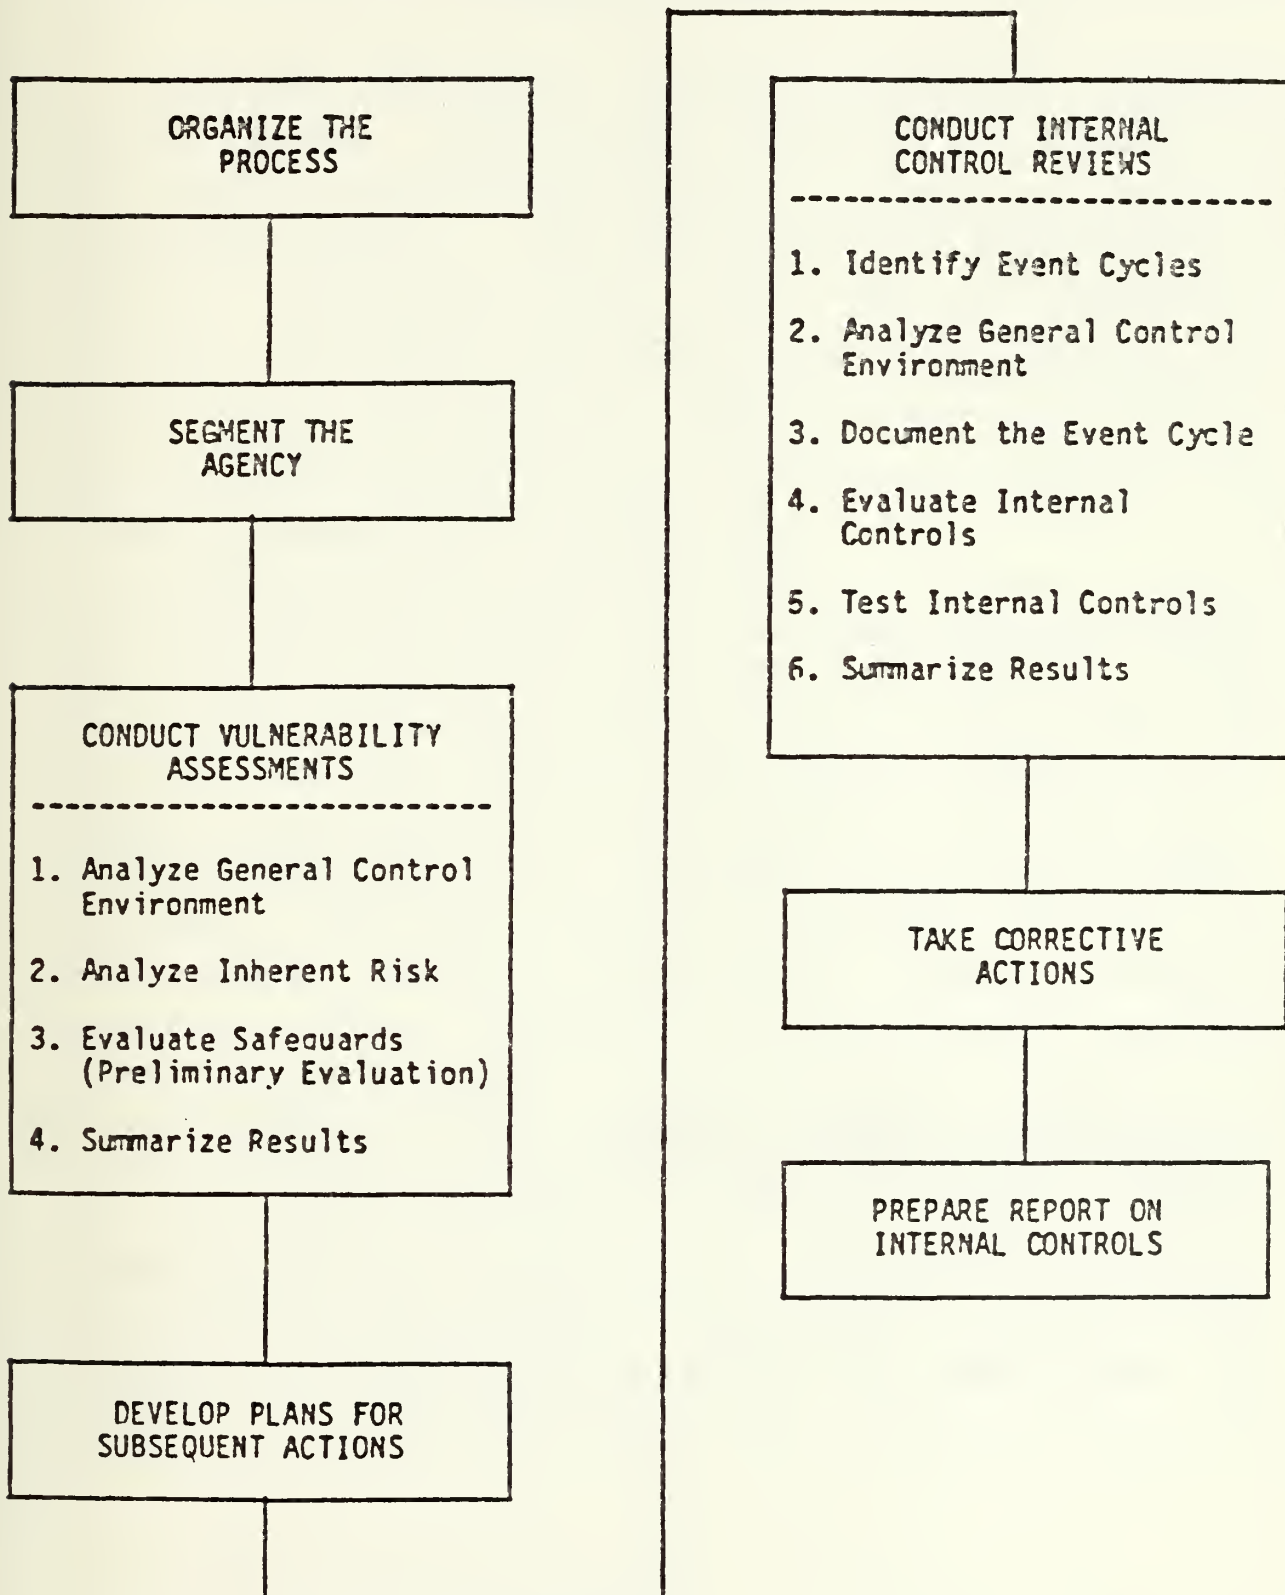 ORGANIZE THE
PROCESS
SEGMENT THE
AGENCY
CONDUCT VULNERABILITY
ASSESSMENTS
1. Analyze General Control
Environment
2. Analyze Inherent Risk
3. Evaluate Safeguards
(Preliminary Evaluation)
4. Summarize Results
DEVELOP PLANS FOR
SUBSEQUENT ACTIONS
CONDUCT INTERNAL
CONTROL REVIEWS
1. Identify Event Cycles
2. Analyze General Control
Environment
3. Document the Event Cycle
4. Evaluate Internal
Controls
5. Test Internal Controls
6. Summarize Results
TAKE CORRECTIVE
ACTIONS
PREPARE REPORT ON
INTERNAL CONTROLS